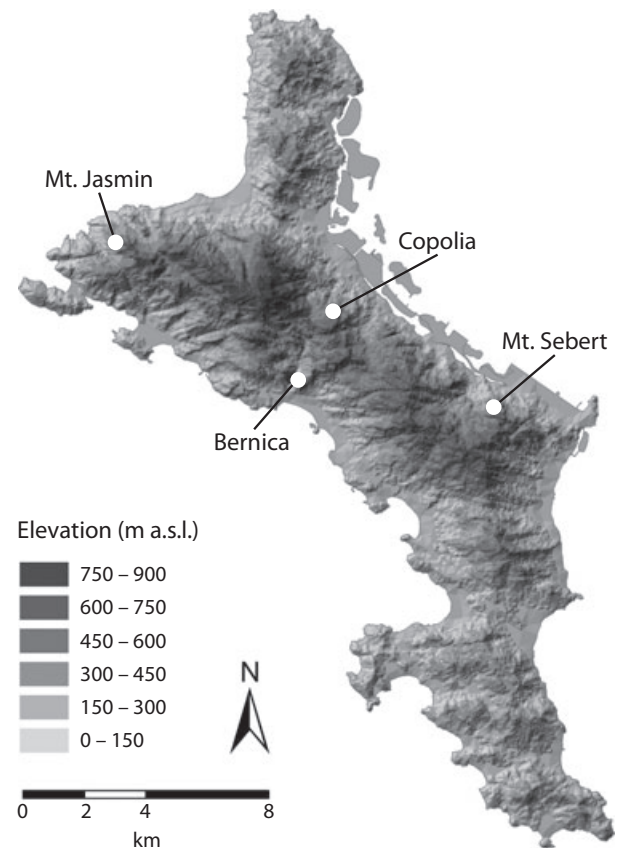 Mt. Jasmin
Copolia
Mt. Sebert
Bernica
Elevation (m a.s.l.)
750 – 900
600 – 750
450 – 600
300 – 450
150 – 300
0 – 150
N
0 2 4 8
km